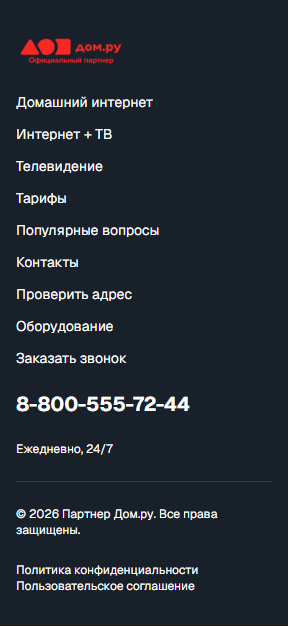 дом.ру
Официальный партнер
Домашний интернет
Интернет + ТВ
Телевидение
Тарифы
Популярные вопросы
Контакты
Проверить адрес
Оборудование
Заказать звонок
8-800-555-72-44
Ежедневно, 24/7
© 2026 Партнер Дом.ру. Все права
защищены.
Политика конфиденциальности
Пользовательское соглашение